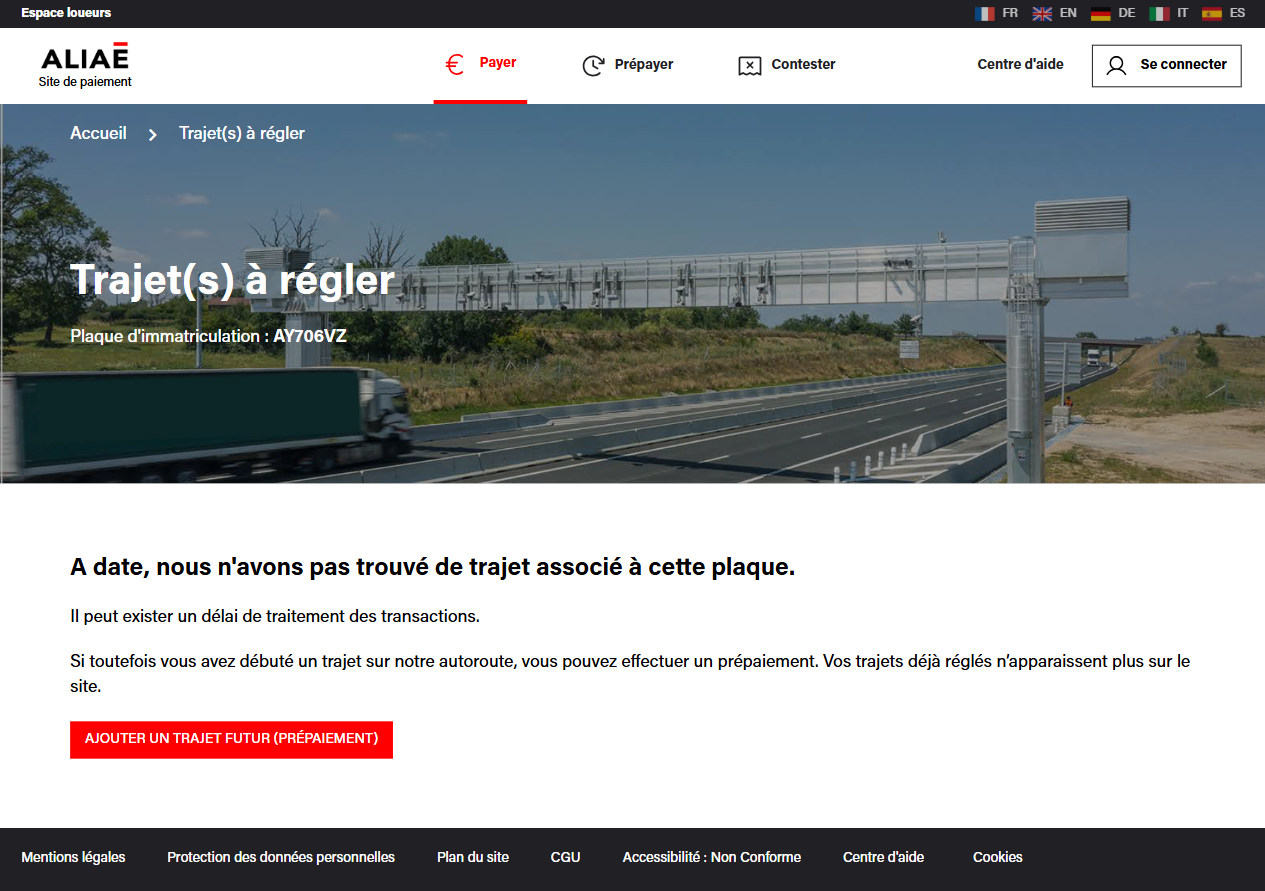 Espace loueurs
FR EN DE IT ES
ALIAE
Site de paiement
Payer
Prépayer
Contester
Centre d'aide
Se connecter
Accueil
Trajet(s) à régler
Trajet(s) à régler
Plaque d'immatriculation : AY706VZ
A date, nous n'avons pas trouvé de trajet associé à cette plaque.
Il peut exister un délai de traitement des transactions.
Si toutefois vous avez débuté un trajet sur notre autoroute, vous pouvez effectuer un prépaiement. Vos trajets déjà réglés n’apparaissent plus sur le
site.
AJOUTER UN TRAJET FUTUR (PRÉPAIEMENT)
Mentions légales
Protection des données personnelles
Plan du site
CGU
Accessibilité : Non Conforme
Centre d'aide
Cookies